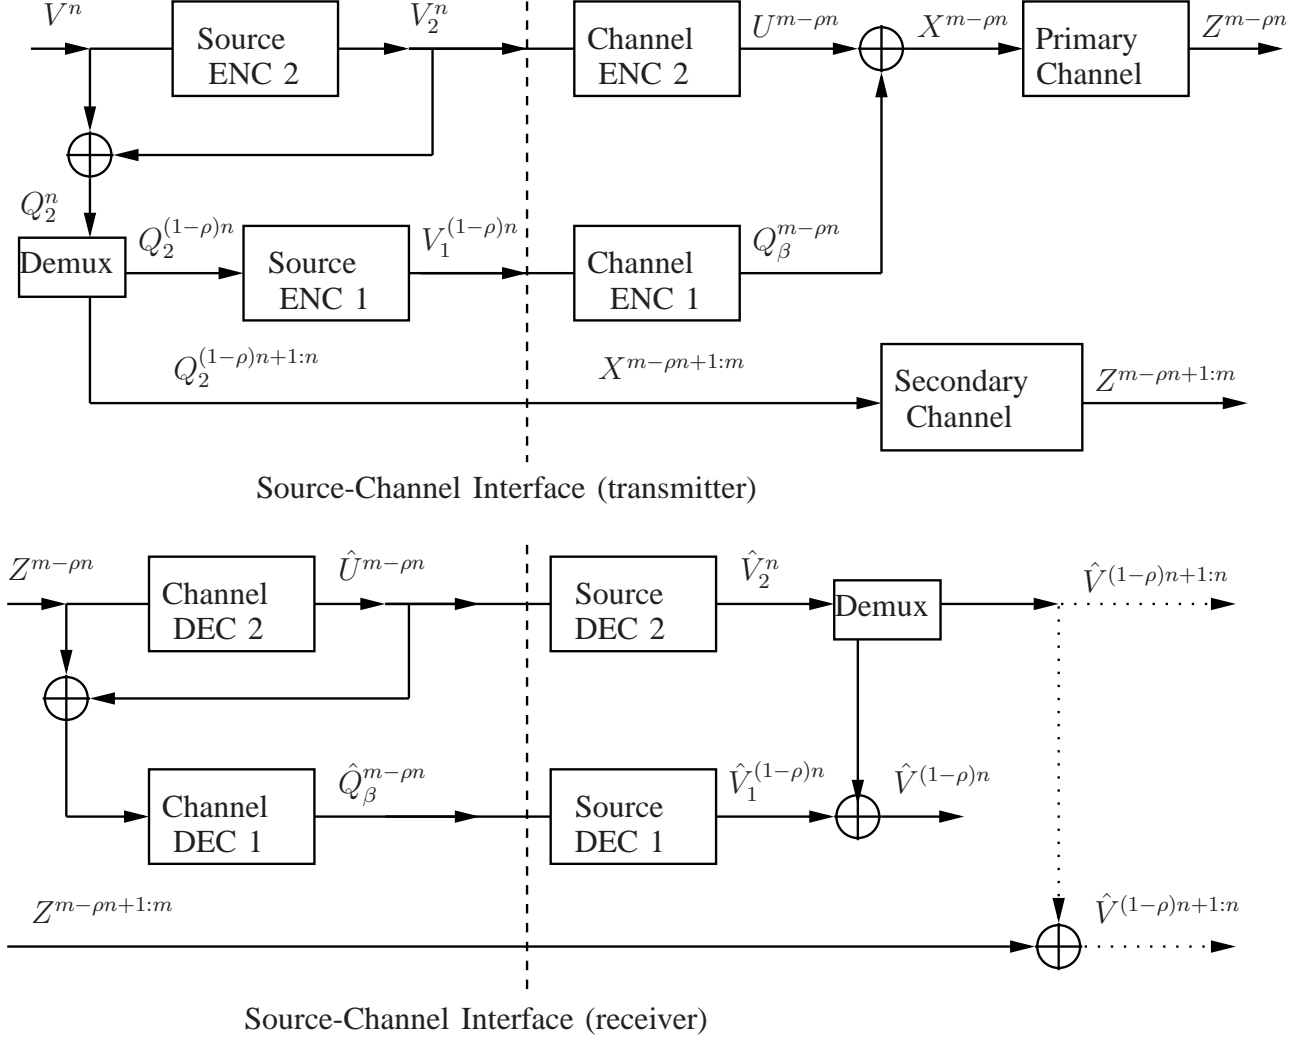 V^n
Source ENC 2
V_2^n
Channel ENC 2
U^{m−ρn}
X^{m−ρn}
Primary Channel
Z^{m−ρn}
Q_2^n
Demux
Q_2^{(1−ρ)n}
Source ENC 1
V_1^{(1−ρ)n}
Channel ENC 1
Q_β^{m−ρn}
Q_2^{(1−ρ)n+1:n}
X^{m−ρn+1:m}
Secondary Channel
Z^{m−ρn+1:m}
Source-Channel Interface (transmitter)
Z^{m−ρn}
Channel DEC 2
Û^{m−ρn}
Source DEC 2
V̂_2^n
Demux
V̂^{(1−ρ)n+1:n}
Channel DEC 1
Q̂_β^{m−ρn}
Source DEC 1
V̂_1^{(1−ρ)n}
V̂^{(1−ρ)n}
Z^{m−ρn+1:m}
V̂^{(1−ρ)n+1:n}
Source-Channel Interface (receiver)